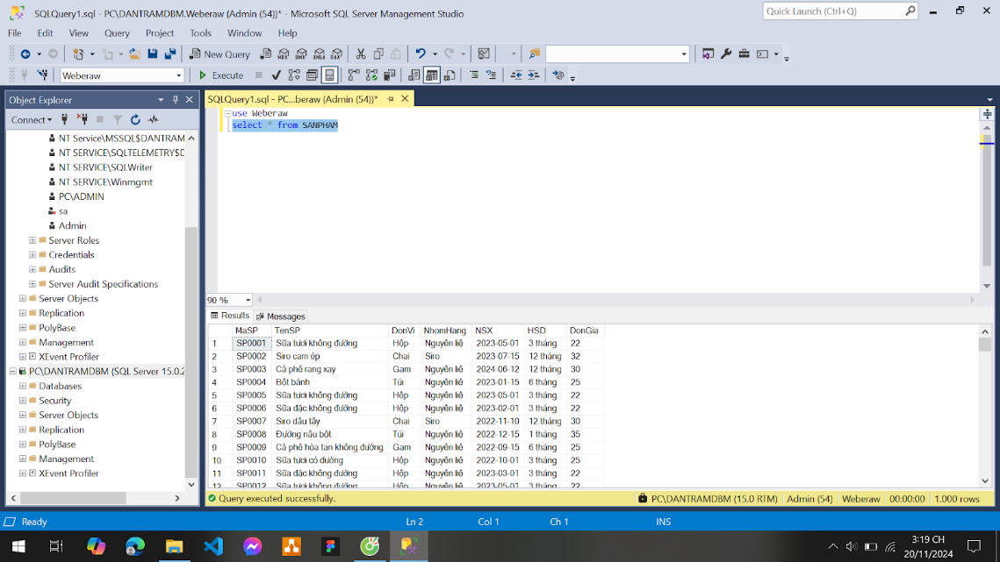 SQLQuery1.sql - PC\DANTRAMDBM.Weberaw (Admin (54))* - Microsoft SQL Server Management Studio
Quick Launch (Ctrl+Q)
File Edit View Query Project Tools Window Help
New Query MDX DMX XMLA DAX
Weberaw Execute
Object Explorer
SQLQuery1.sql - PC...beraw (Admin (54))*
Connect
NT Service\MSSQL$DANTRAM
NT SERVICE\SQLTELEMETRY$D
NT SERVICE\SQLWriter
NT SERVICE\Winmgmt
PC\ADMIN
sa
Admin
Server Roles
Credentials
Audits
Server Audit Specifications
Server Objects
Replication
PolyBase
Management
XEvent Profiler
PC\DANTRAMDBM (SQL Server 15.0.2
Databases
Security
Server Objects
Replication
PolyBase
Management
XEvent Profiler
use Weberaw
select * from SANPHAM
90 %
Results Messages
MaSP TenSP DonVi NhomHang NSX HSD DonGia
1 SP0001 Sữa tươi không đường Hộp Nguyên liệ 2023-05-01 3 tháng 22
2 SP0002 Siro cam ép Chai Siro 2023-07-15 12 tháng 32
3 SP0003 Cà phê rang xay Gam Nguyên liệ 2024-06-12 12 tháng 30
4 SP0004 Bột bánh Túi Nguyên liệ 2023-01-15 6 tháng 25
5 SP0005 Sữa tươi không đường Hộp Nguyên liệ 2023-05-01 3 tháng 22
6 SP0006 Sữa đặc không đường Hộp Nguyên liệ 2023-02-01 3 tháng 22
7 SP0007 Siro dâu tây Chai Siro 2022-11-10 12 tháng 30
8 SP0008 Đường nâu bột Túi Nguyên liệ 2022-12-15 1 tháng 35
9 SP0009 Cà phê hòa tan không đường Gam Nguyên liệ 2022-09-15 6 tháng 25
10 SP0010 Sữa tươi có đường Hộp Nguyên liệ 2022-10-01 3 tháng 25
11 SP0011 Sữa đặc không đường Hộp Nguyên liệ 2023-03-01 3 tháng 22
12 SP0012 Sữa tươi không đường Hộp Nguyên liệ 2023-05-01 3 tháng 22
Query executed successfully. PC\DANTRAMDBM (15.0 RTM) Admin (54) Weberaw 00:00:00 1.000 rows
Ready Ln 2 Col 1 Ch 1 INS
3:19 CH
20/11/2024